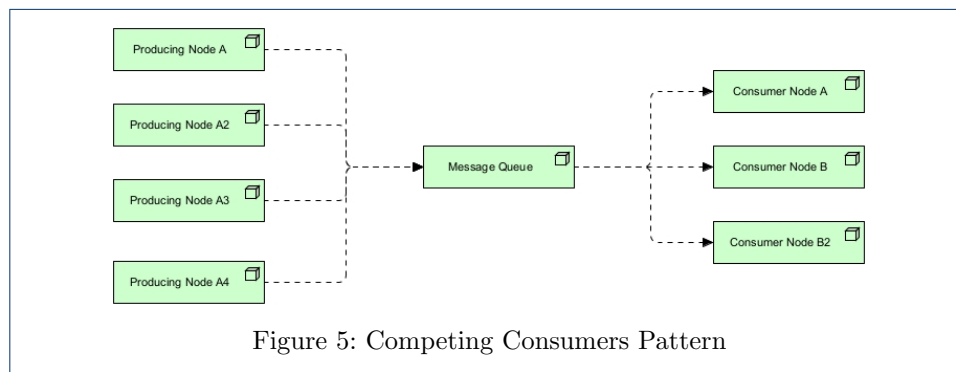 Producing Node A
Producing Node A2
Producing Node A3
Producing Node A4
Message Queue
Consumer Node A
Consumer Node B
Consumer Node B2
Figure 5: Competing Consumers Pattern